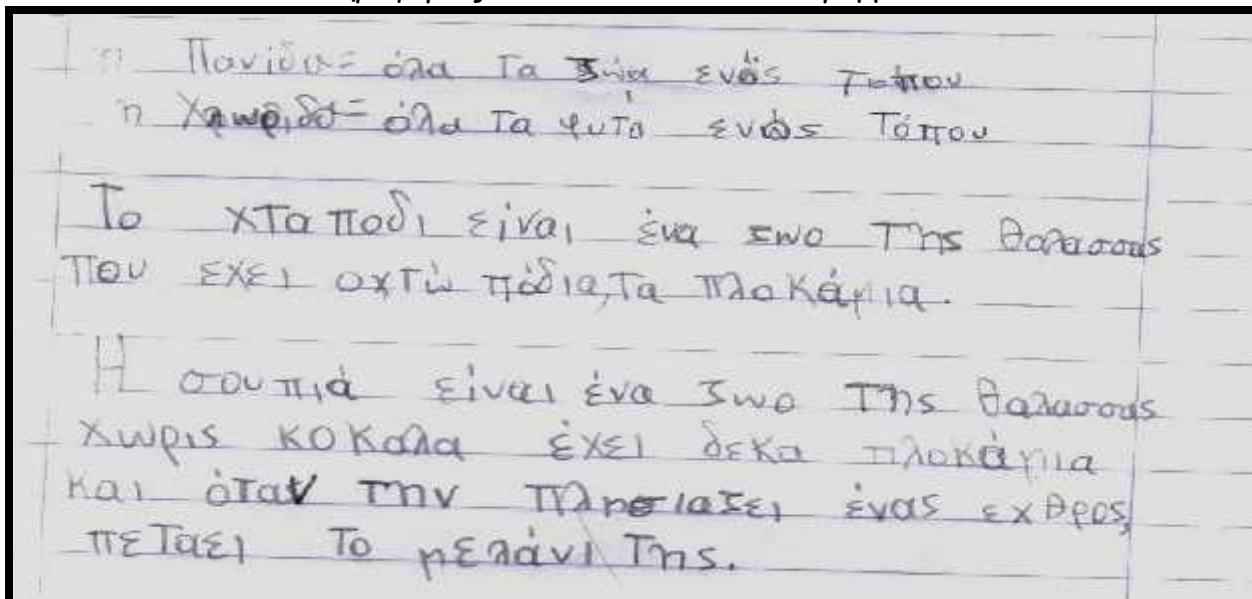 η Πανίδα= όλα τα ζώα ενός τόπου
η Χλωρίδα= όλα τα φυτά ενός Τόπου
Το χταποδι είναι ένα ζωο της θαλασσας
που εχει οχτώ πόδια,τα πλοκάμια.
Η σουπιά είναι ένα ζωο της θαλασσας
χωρις κοκαλα έχει δεκα πλοκάμια
και όταν την πλησιαζει ένας εχθρος,
πεταει το μελάνι της.